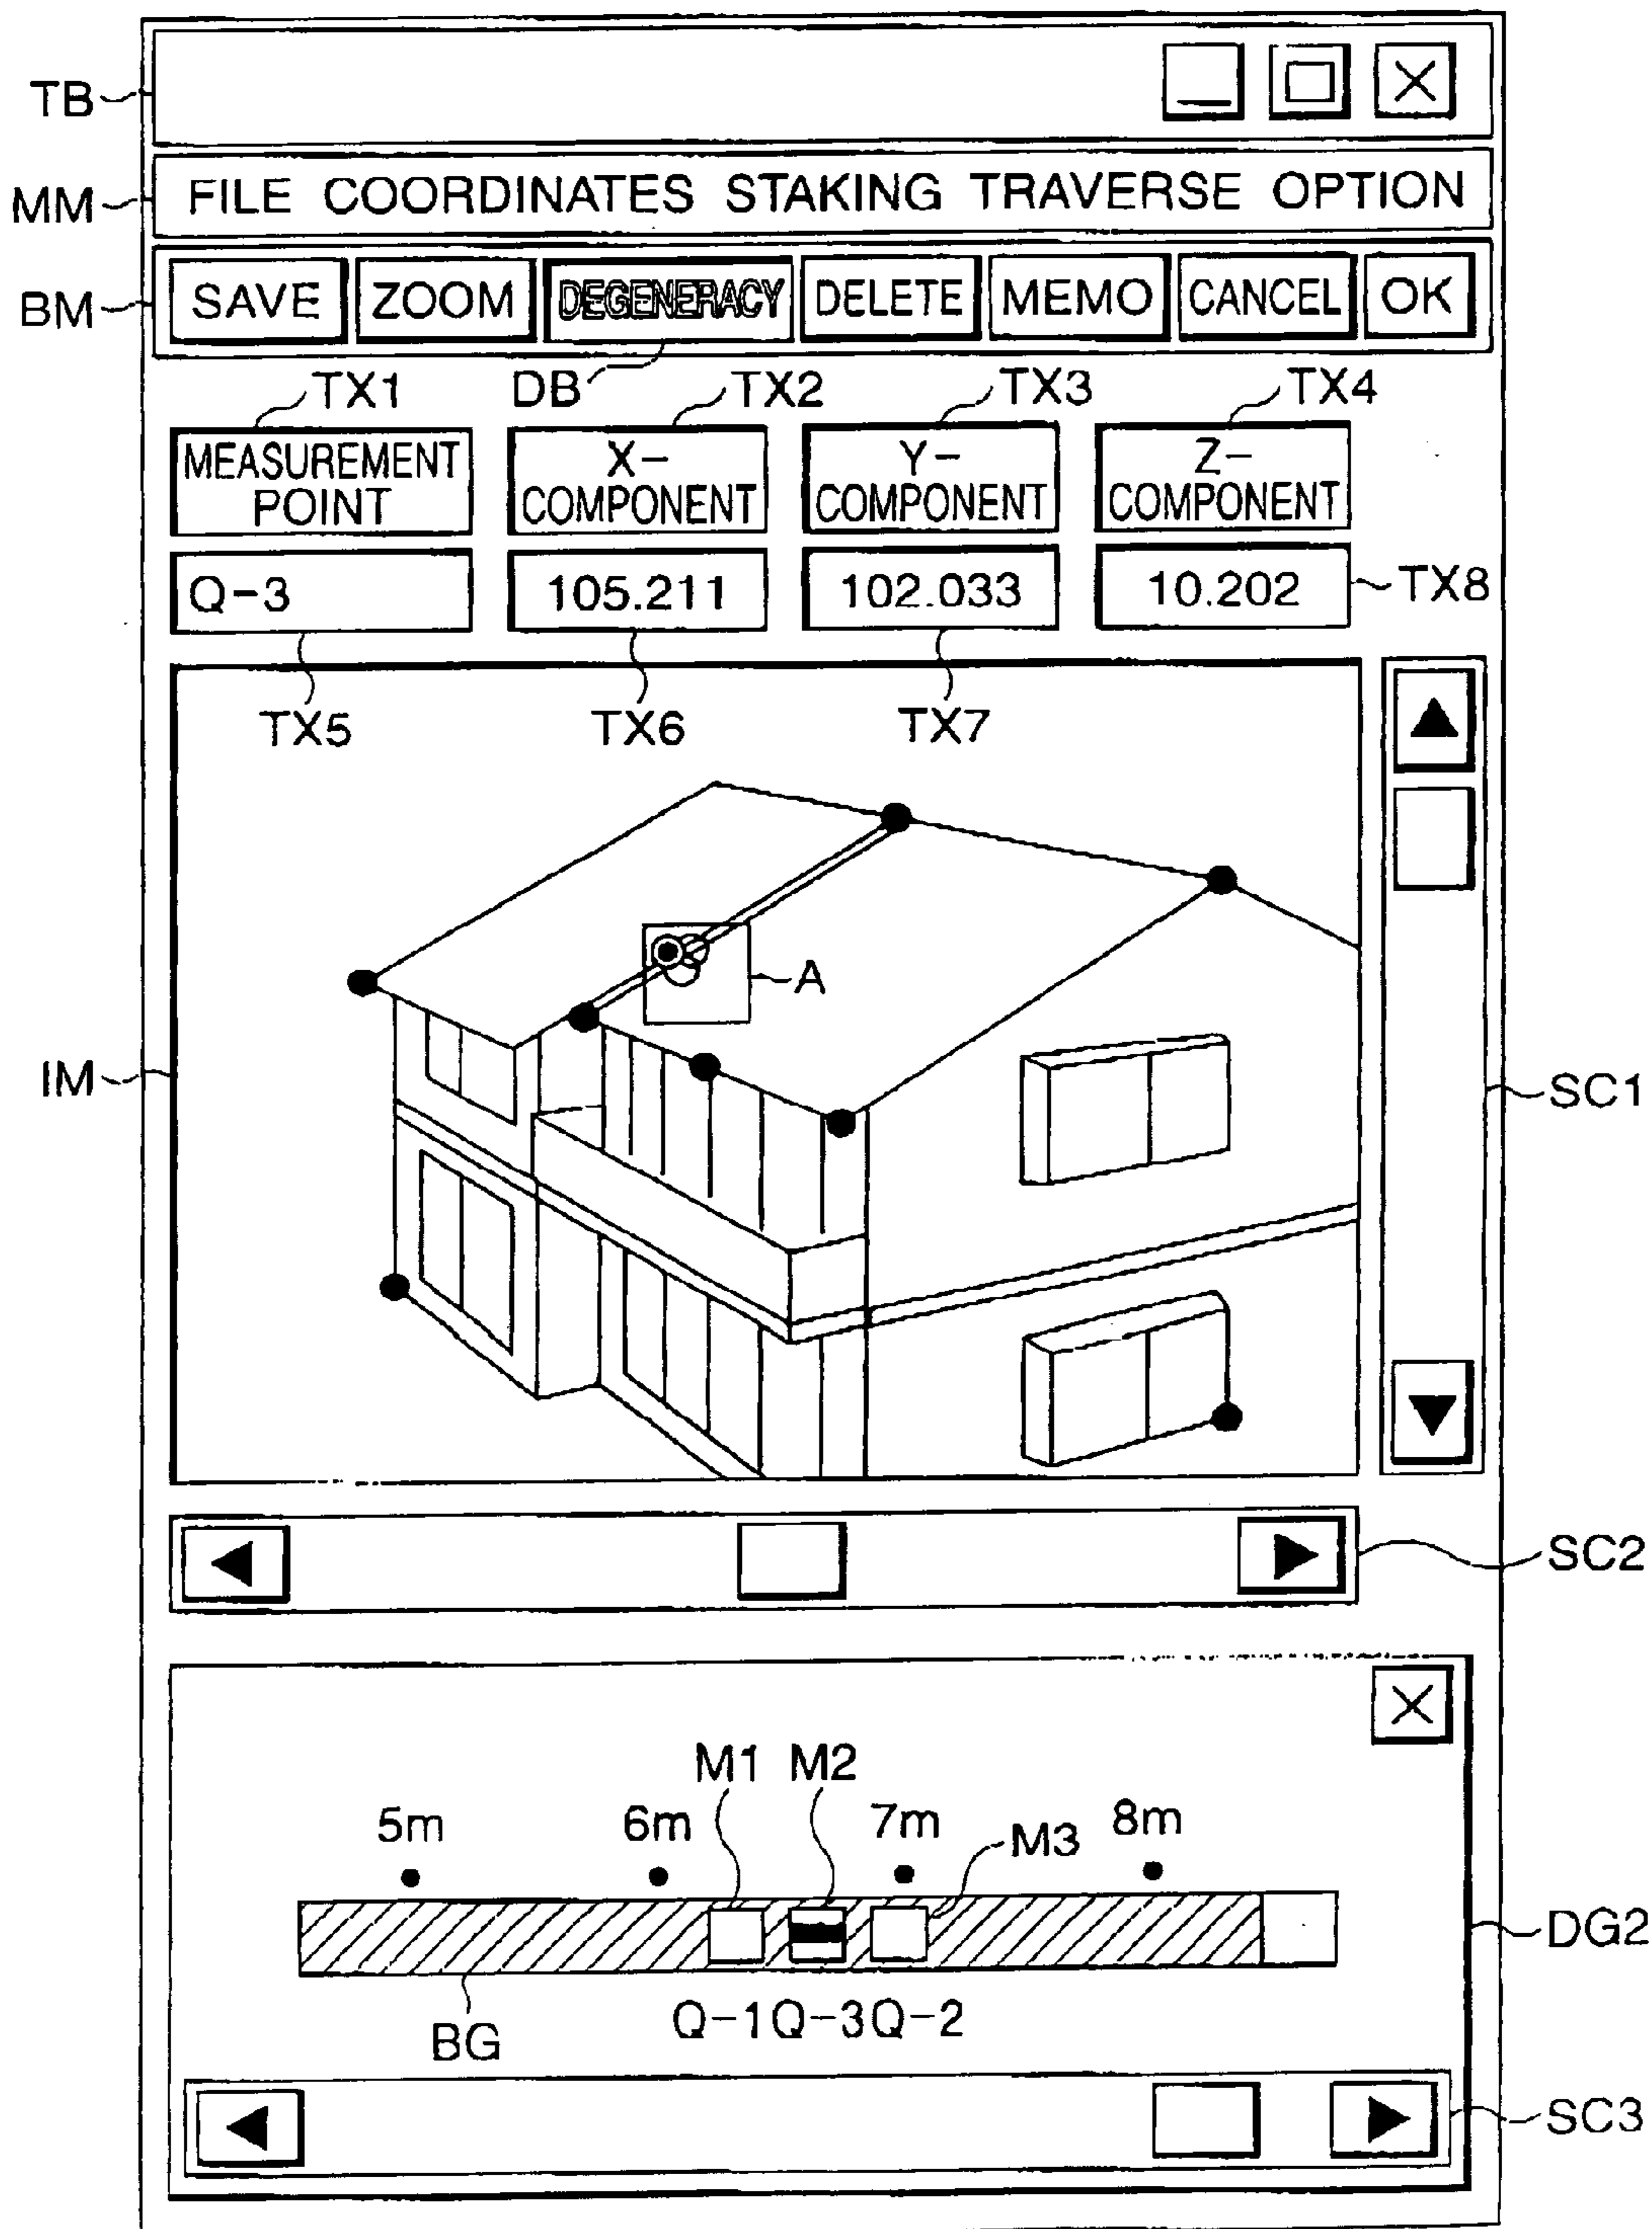 TB
MM
FILE COORDINATES STAKING TRAVERSE OPTION
BM
SAVE ZOOM DEGENERACY DELETE MEMO CANCEL OK
TX1 DB TX2 TX3 TX4
MEASUREMENT POINT
X-COMPONENT
Y-COMPONENT
Z-COMPONENT
Q-3 105.211 102.033 10.202 TX8
TX5 TX6 TX7
A
IM
SC1
SC2
M1 M2
5m 6m 7m 8m
M3
DG2
Q-1 Q-3 Q-2
BG
SC3